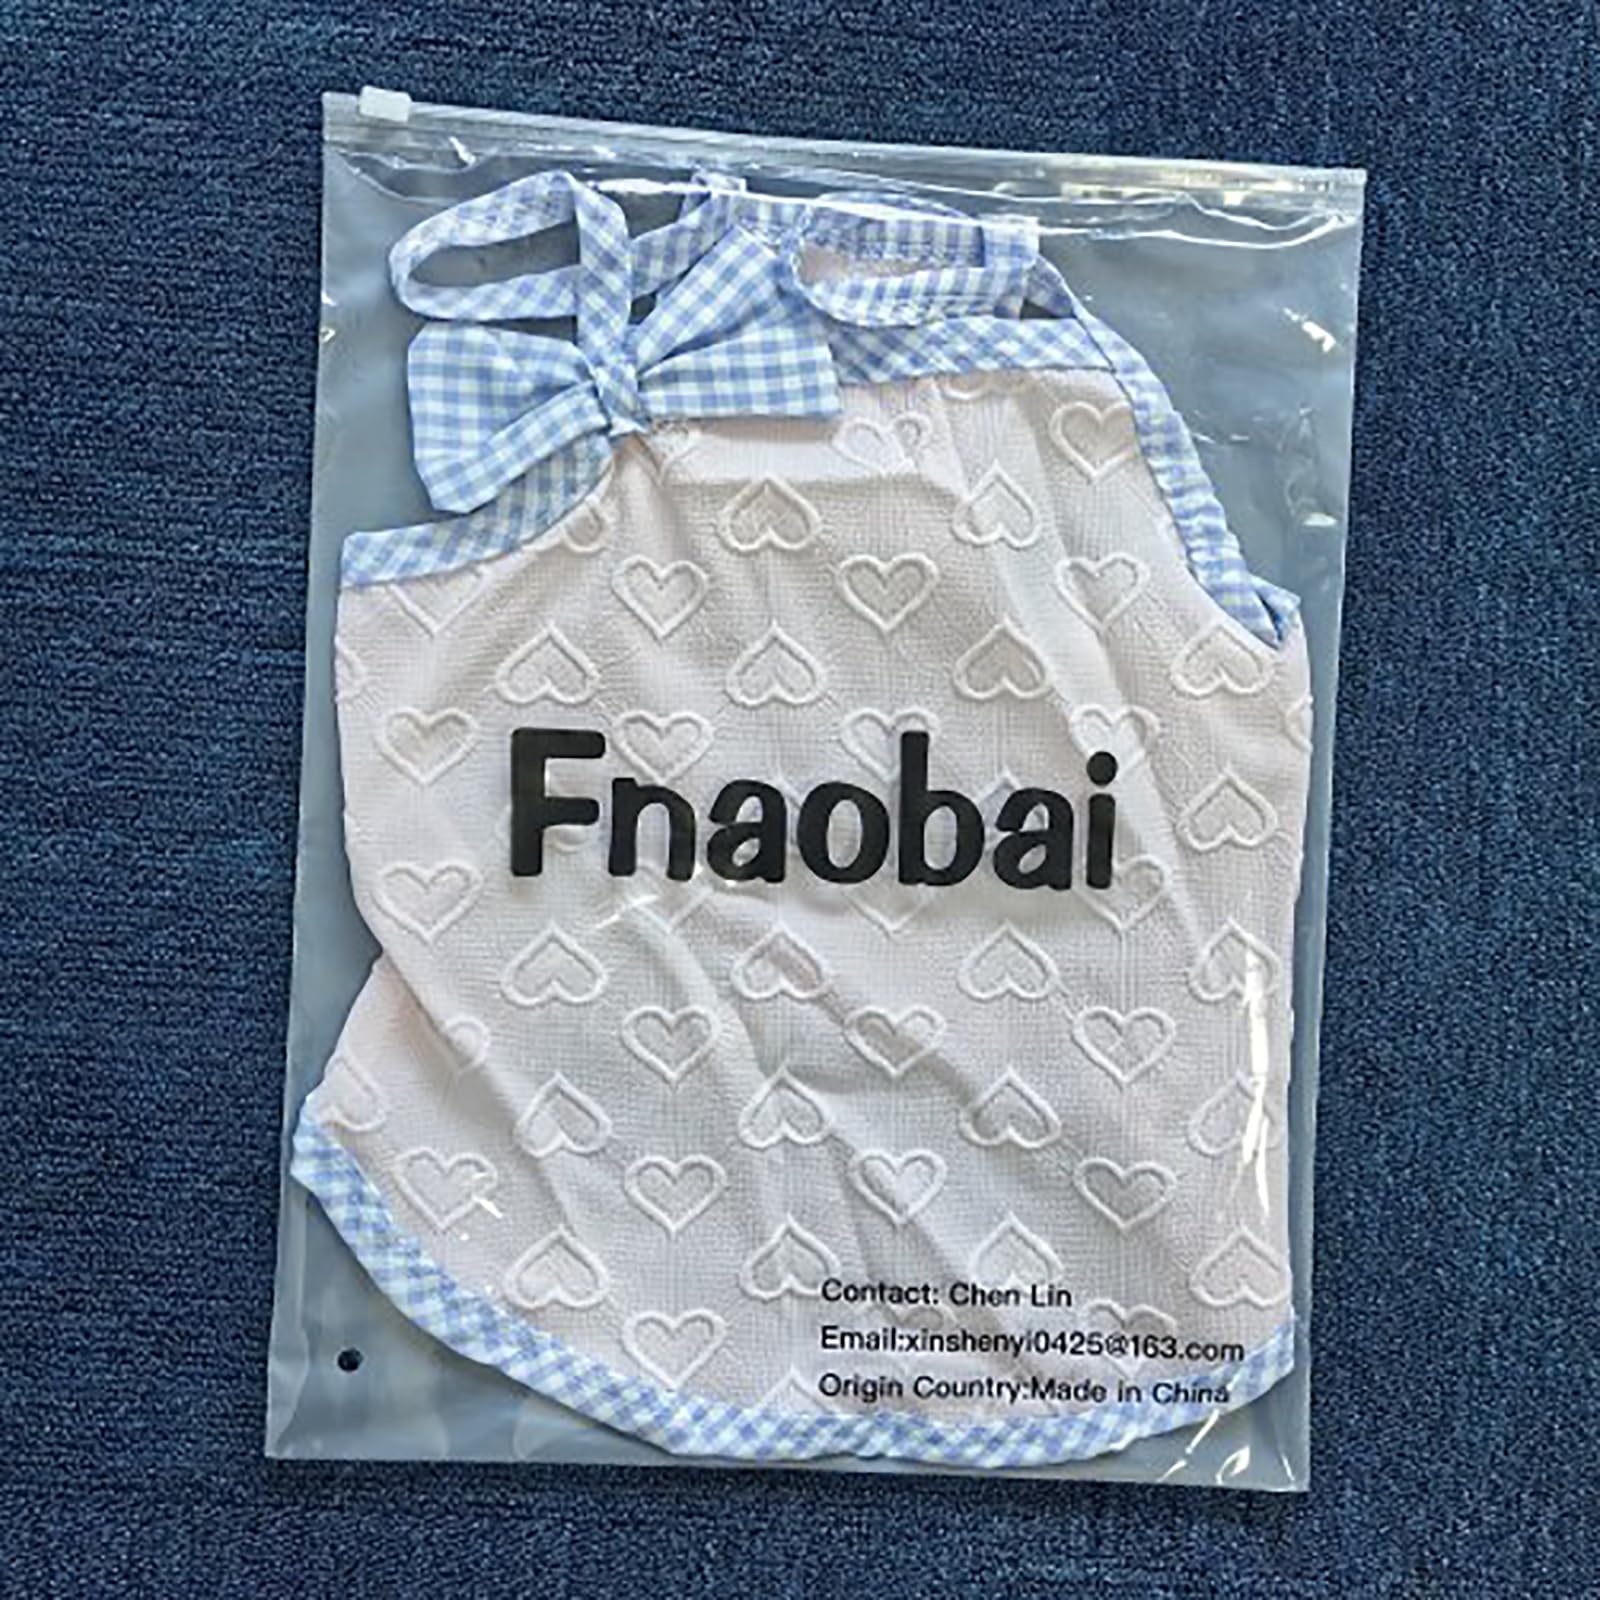 Fnaobai
Contact: Chen Lin
Email:xinshenyi0425@163.com
Origin Country:Made in China